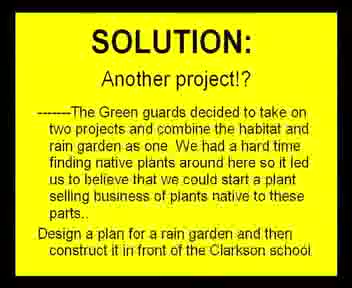 SOLUTION:
Another project!?
-------The Green guards decided to take on
two projects and combine the habitat and
rain garden as one  We had a hard time
finding native plants around here so it led
us to believe that we could start a plant
selling business of plants native to these
parts..
Design a plan for a rain garden and then
construct it in front of the Clarkson school